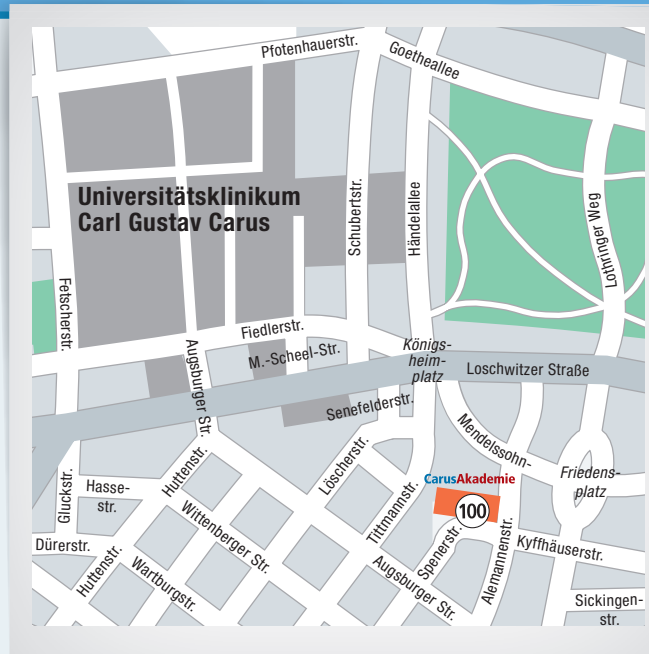 Pfotenhauerstr.
Goetheallee
Universitätsklinikum
Carl Gustav Carus
Schubertstr.
Händelallee
Lothringer Weg
Fetscherstr.
Fiedlerstr.
M.-Scheel-Str.
Augsburger Str.
Königs-
heim-
platz
Loschwitzer Straße
Senefelderstr.
Mendelssohn-
Löscherstr.
Huttenstr.
Gluckstr.
Hasse-
str.
CarusAkademie
100
Friedens-
platz
Wittenberger Str.
Tittmannstr.
Spenerstr.
Alemannenstr.
Kyffhäuserstr.
Dürerstr.
Huttenstr.
Wartburgstr.
Augsburger Str.
Sickingen-
str.